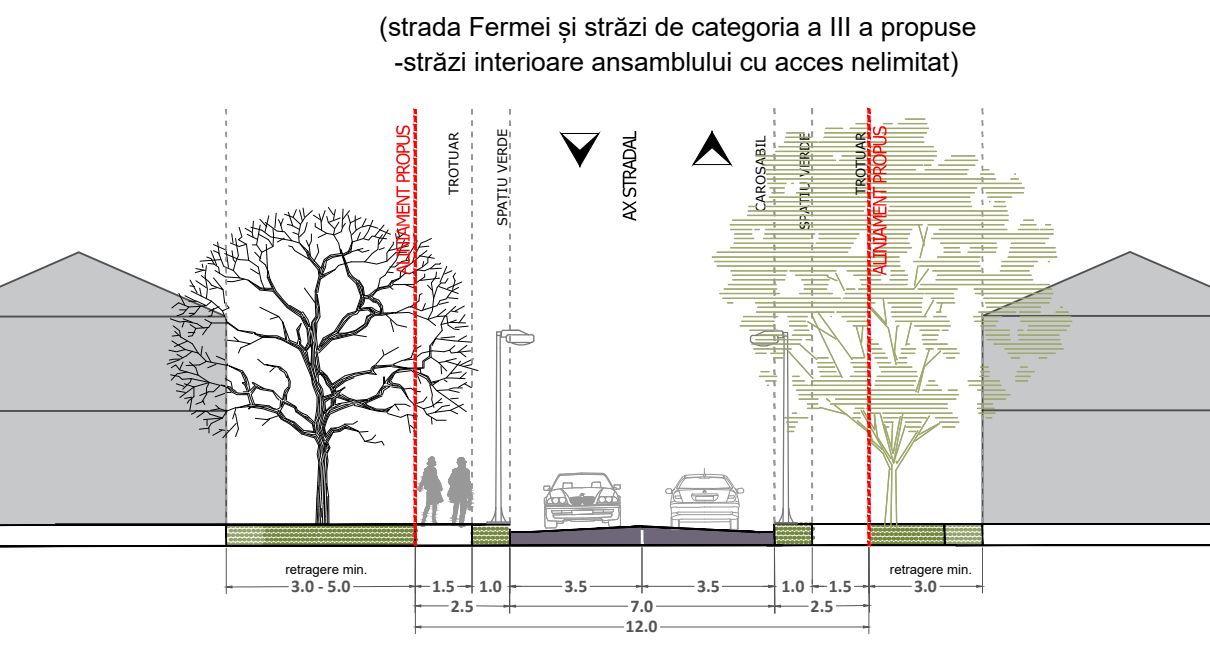 (strada Fermei și străzi de categoria a III a propuse
-străzi interioare ansamblului cu acces nelimitat)
ALINIAMENT PROPUS
TROTUAR
SPAȚIU VERDE
AX STRADAL
CAROSABIL
SPAȚIU VERDE
TROTUAR
ALINIAMENT PROPUS
retragere min.
retragere min.
3.0 - 5.0
1.5
1.0
3.5
3.5
1.0
1.5
3.0
2.5
7.0
2.5
12.0